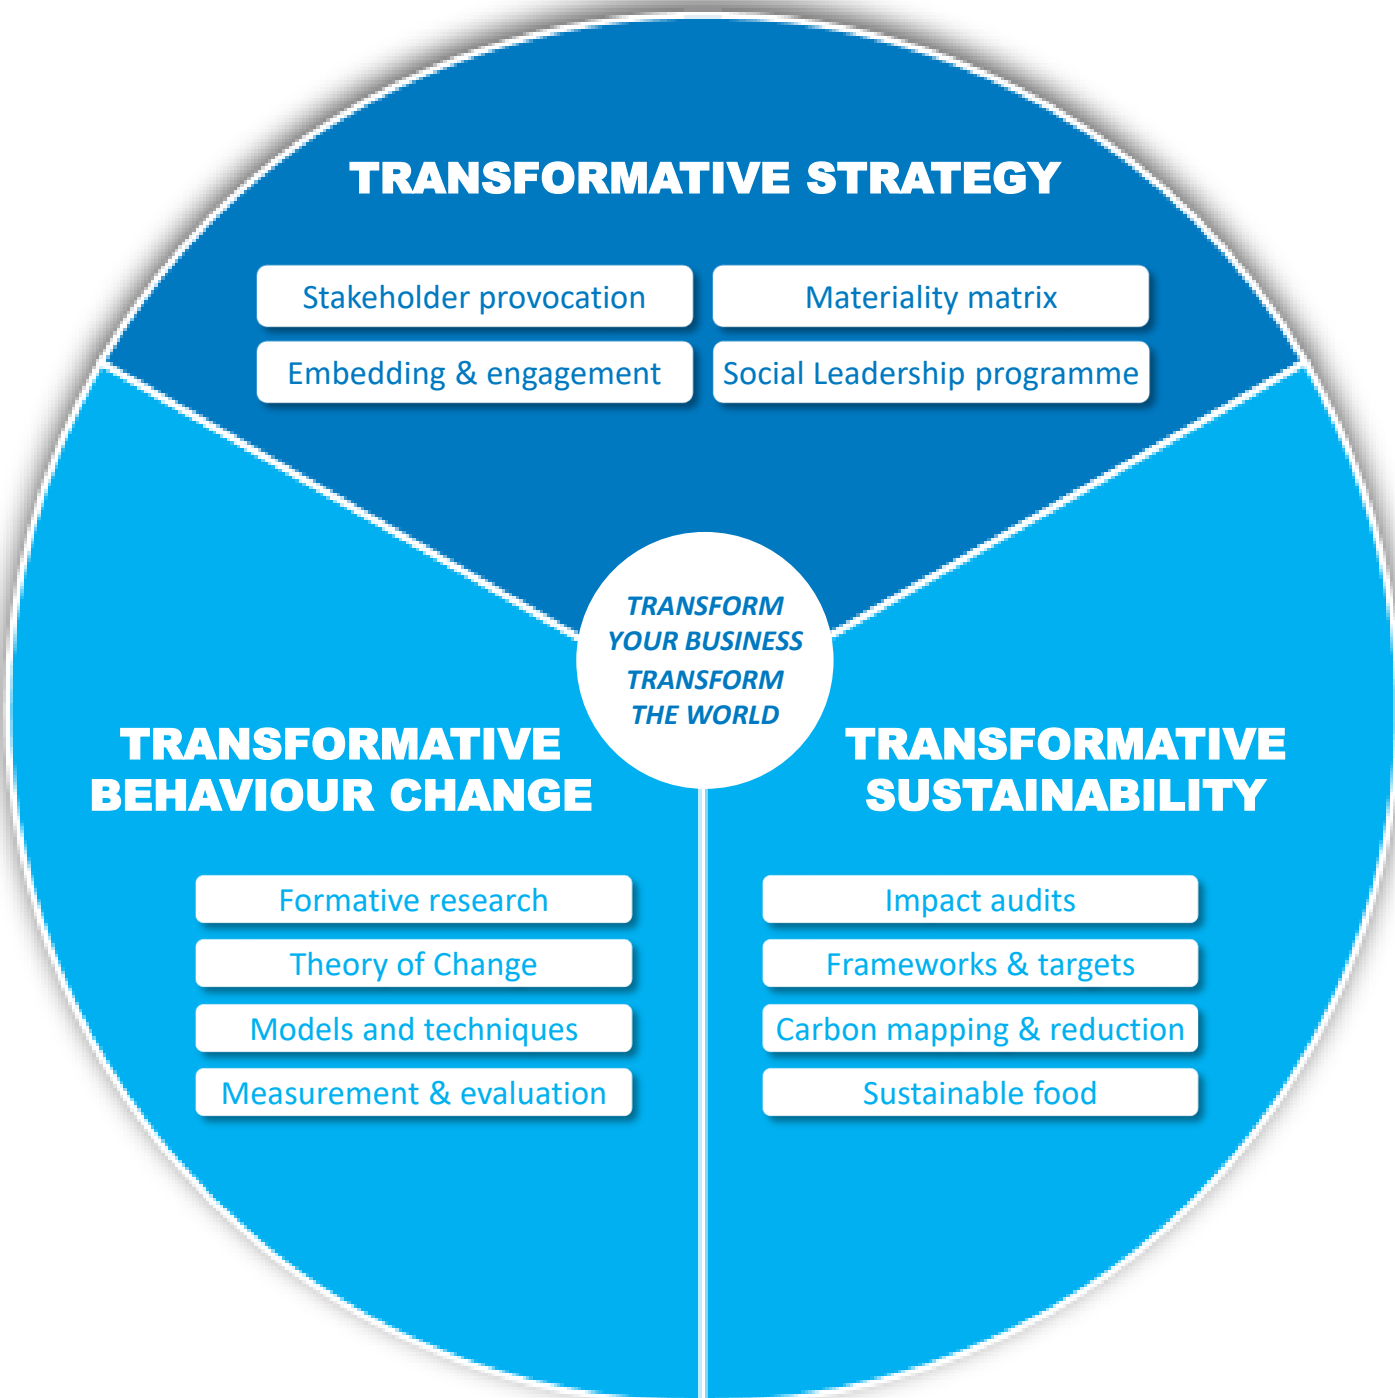 TRANSFORMATIVE STRATEGY
Stakeholder provocation
Materiality matrix
Embedding & engagement
Social Leadership programme
TRANSFORM
YOUR BUSINESS
TRANSFORM
THE WORLD
TRANSFORMATIVE
BEHAVIOUR CHANGE
Formative research
Theory of Change
Models and techniques
Measurement & evaluation
TRANSFORMATIVE
SUSTAINABILITY
Impact audits
Frameworks & targets
Carbon mapping & reduction
Sustainable food